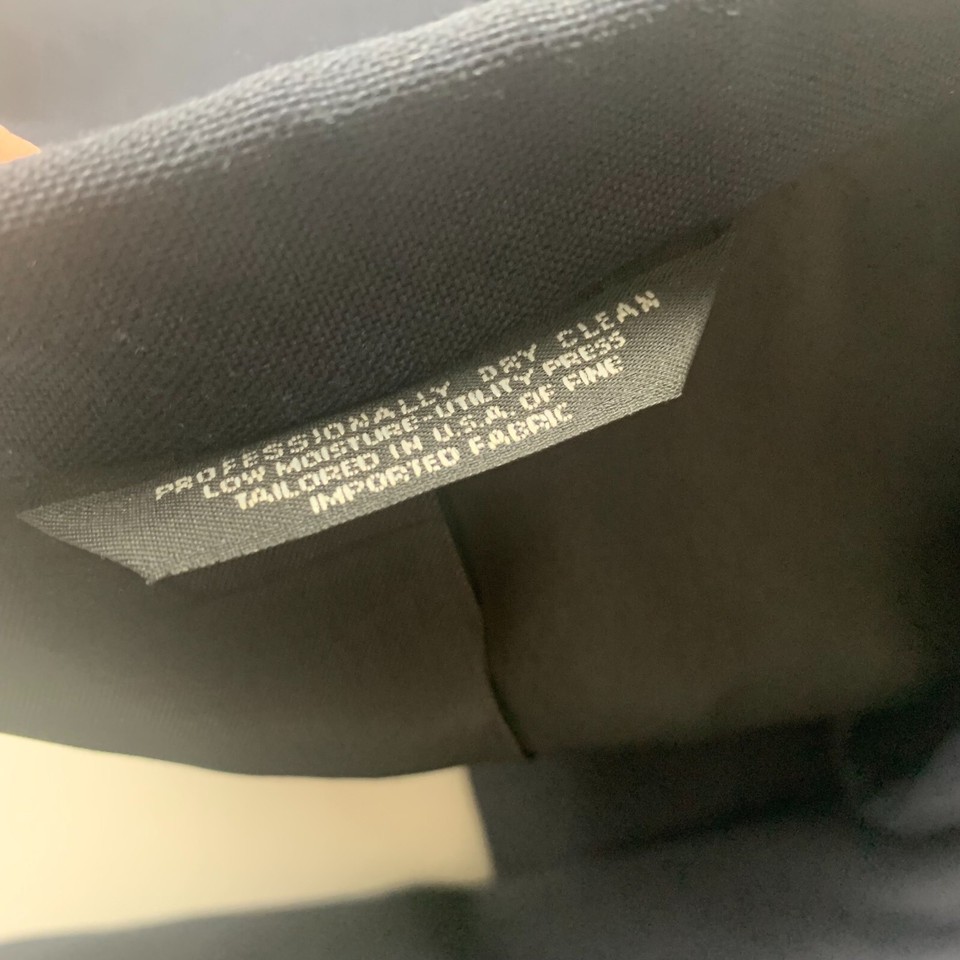 PROFESSIONALLY DRY CLEAN
LOW MOISTURE-UTILITY PRESS
TAILORED IN U.S.A. OF FINE
IMPORTED FABRIC